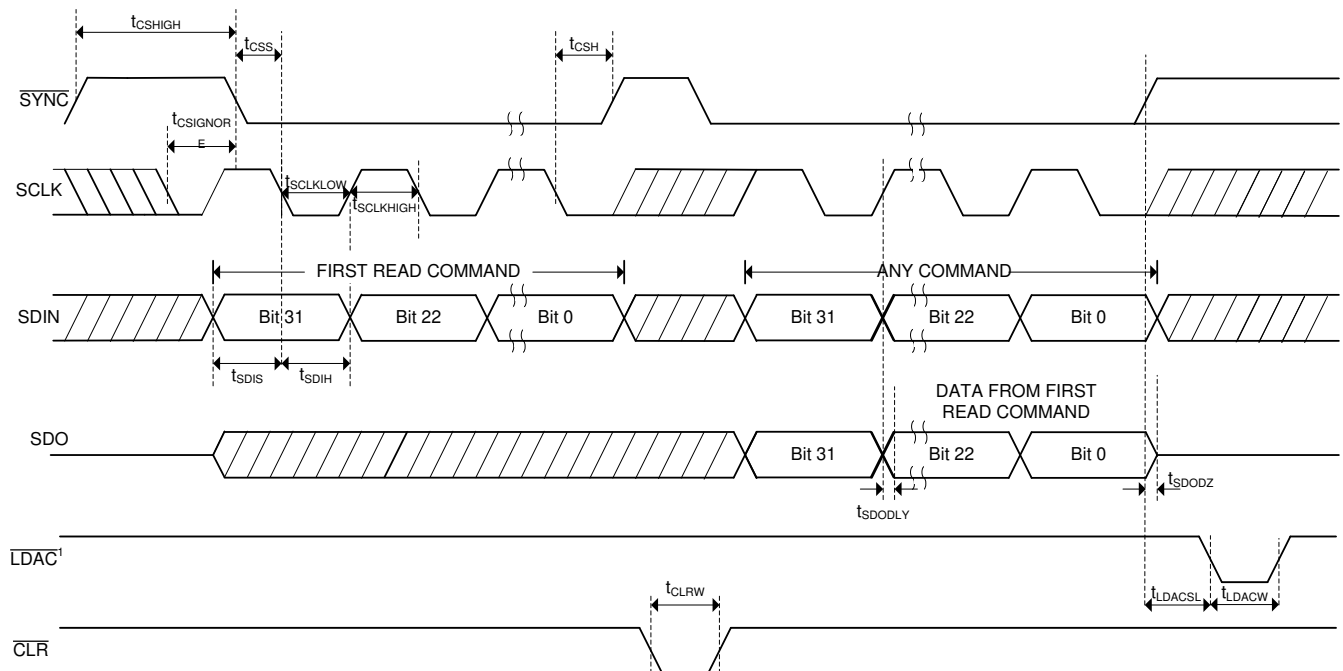 tCSHIGH
tCSS
tCSH
SYNC
tCSIGNOR
E
SCLK
tSCLKLOW
tSCLKHIGH
FIRST READ COMMAND
ANY COMMAND
SDIN
Bit 31
Bit 22
Bit 0
Bit 31
Bit 22
Bit 0
tSDIS
tSDIH
DATA FROM FIRST
READ COMMAND
SDO
Bit 31
Bit 22
Bit 0
tSDODLY
tSDODZ
LDAC1
tCLRW
tLDACSL
tLDACW
CLR